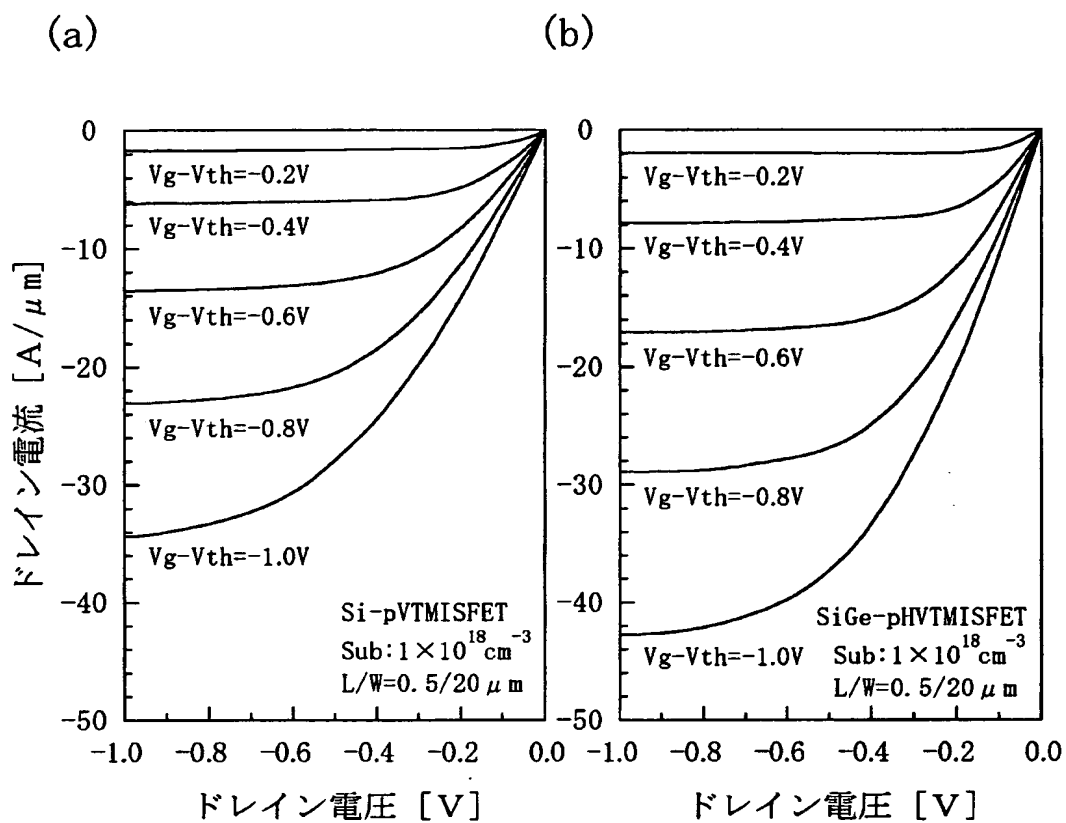 (a)
(b)
ドレイン電流 [A/μm]
0
-10
-20
-30
-40
-50
Vg-Vth=-0.2V
Vg-Vth=-0.4V
Vg-Vth=-0.6V
Vg-Vth=-0.8V
Vg-Vth=-1.0V
Si-pVTMISFET
Sub:1×10¹⁸cm⁻³
L/W=0.5/20μm
-1.0 -0.8 -0.6 -0.4 -0.2 0.0
ドレイン電圧 [V]
0
-10
-20
-30
-40
-50
Vg-Vth=-0.2V
Vg-Vth=-0.4V
Vg-Vth=-0.6V
Vg-Vth=-0.8V
Vg-Vth=-1.0V
SiGe-pHVTMISFET
Sub:1×10¹⁸cm⁻³
L/W=0.5/20μm
-1.0 -0.8 -0.6 -0.4 -0.2 0.0
ドレイン電圧 [V]